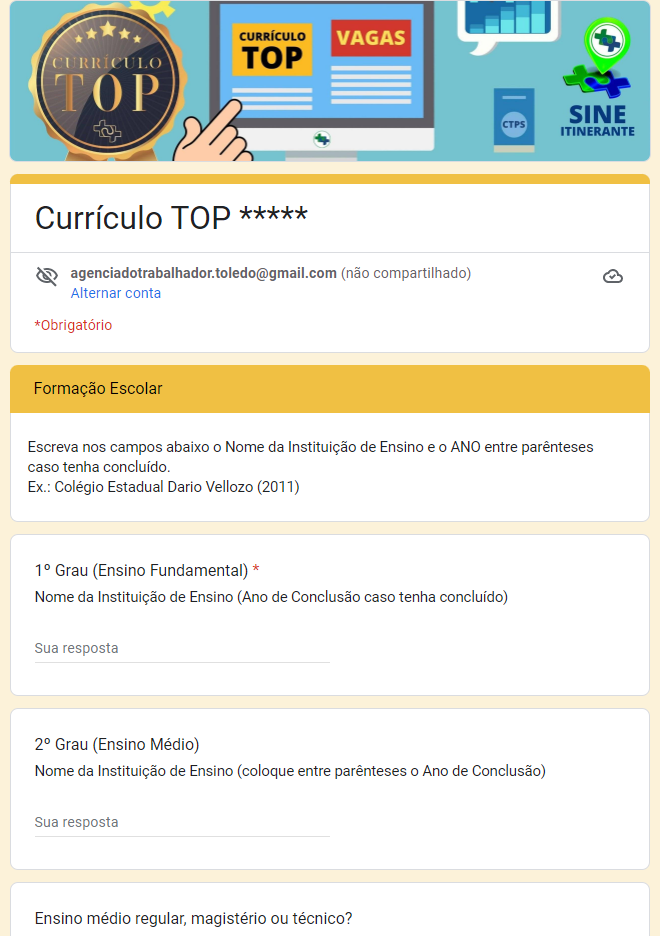 CURRÍCULO
TOP
CURRÍCULO
TOP
VAGAS
CTPS
SINE
ITINERANTE
Currículo TOP *****
agenciadotrabalhador.toledo@gmail.com (não compartilhado)
Alternar conta
*Obrigatório
Formação Escolar
Escreva nos campos abaixo o Nome da Instituição de Ensino e o ANO entre parênteses
caso tenha concluído.
Ex.: Colégio Estadual Dario Vellozo (2011)
1º Grau (Ensino Fundamental) *
Nome da Instituição de Ensino (Ano de Conclusão caso tenha concluído)
Sua resposta
2º Grau (Ensino Médio)
Nome da Instituição de Ensino (coloque entre parênteses o Ano de Conclusão)
Sua resposta
Ensino médio regular, magistério ou técnico?